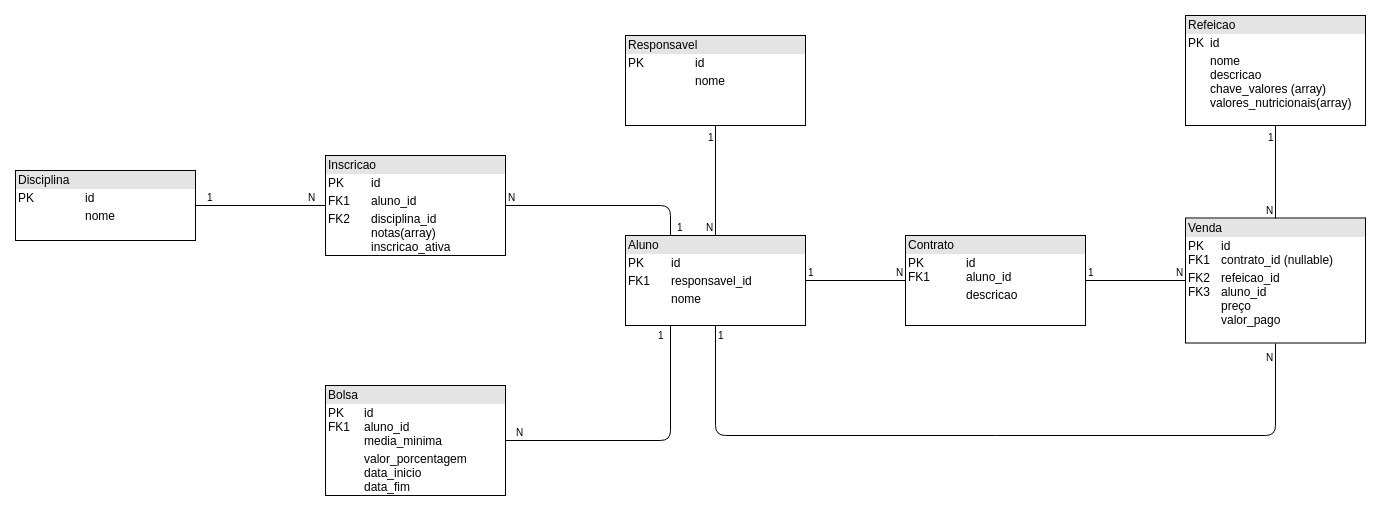 Disciplina
PK id
nome
1 N
Inscricao
PK id
FK1 aluno_id
FK2 disciplina_id
notas(array)
inscricao_ativa
N
1
Responsavel
PK id
nome
1
N
Aluno
PK id
FK1 responsavel_id
nome
1 N
1
1
Bolsa
PK id
FK1 aluno_id
media_minima
valor_porcentagem
data_inicio
data_fim
N
Contrato
PK id
FK1 aluno_id
descricao
1 N
Refeicao
PK id
nome
descricao
chave_valores (array)
valores_nutricionais(array)
1
N
Venda
PK id
FK1 contrato_id (nullable)
FK2 refeicao_id
FK3 aluno_id
preço
valor_pago
N